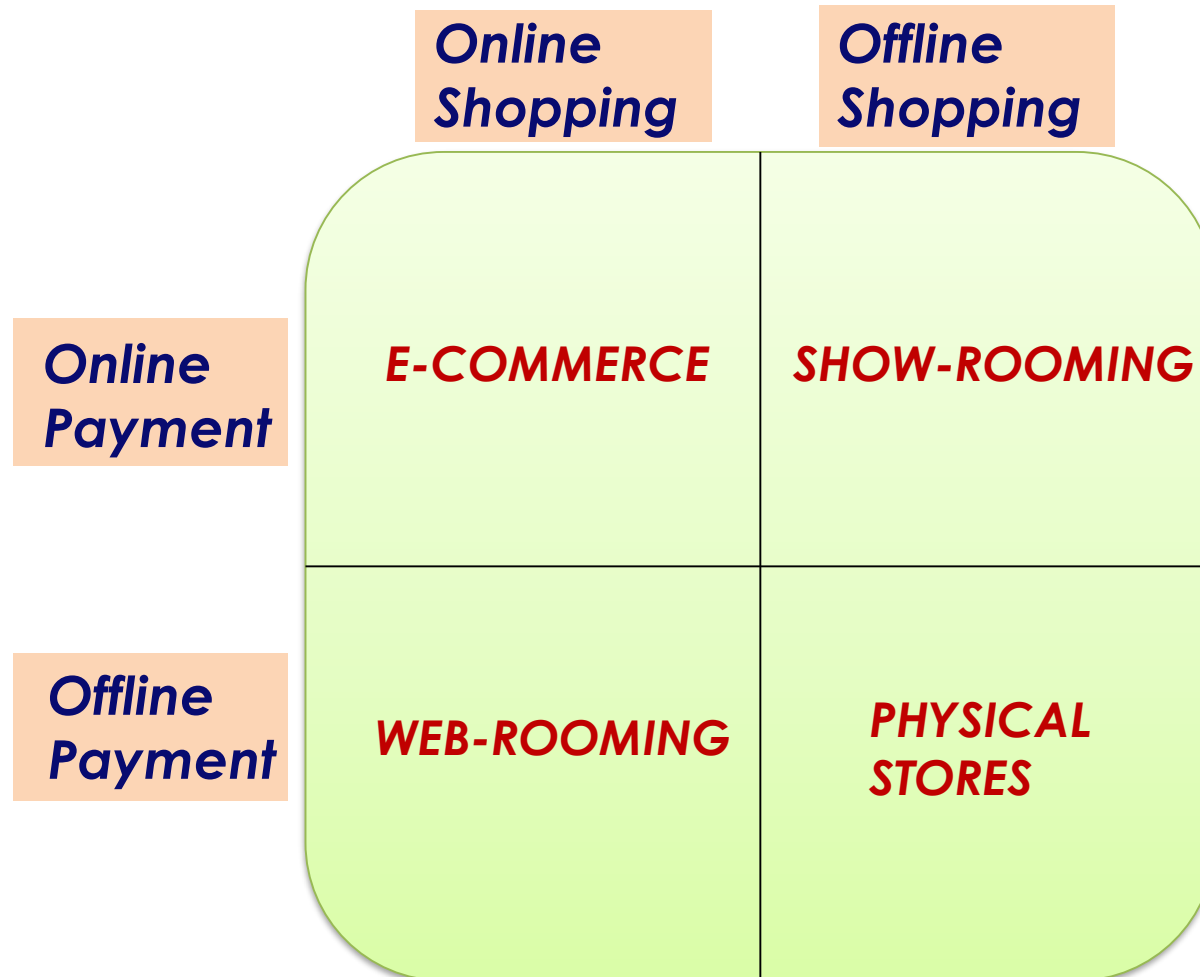 Online
Shopping
Offline
Shopping
Online
Payment
E-COMMERCE
SHOW-ROOMING
Offline
Payment
WEB-ROOMING
PHYSICAL
STORES